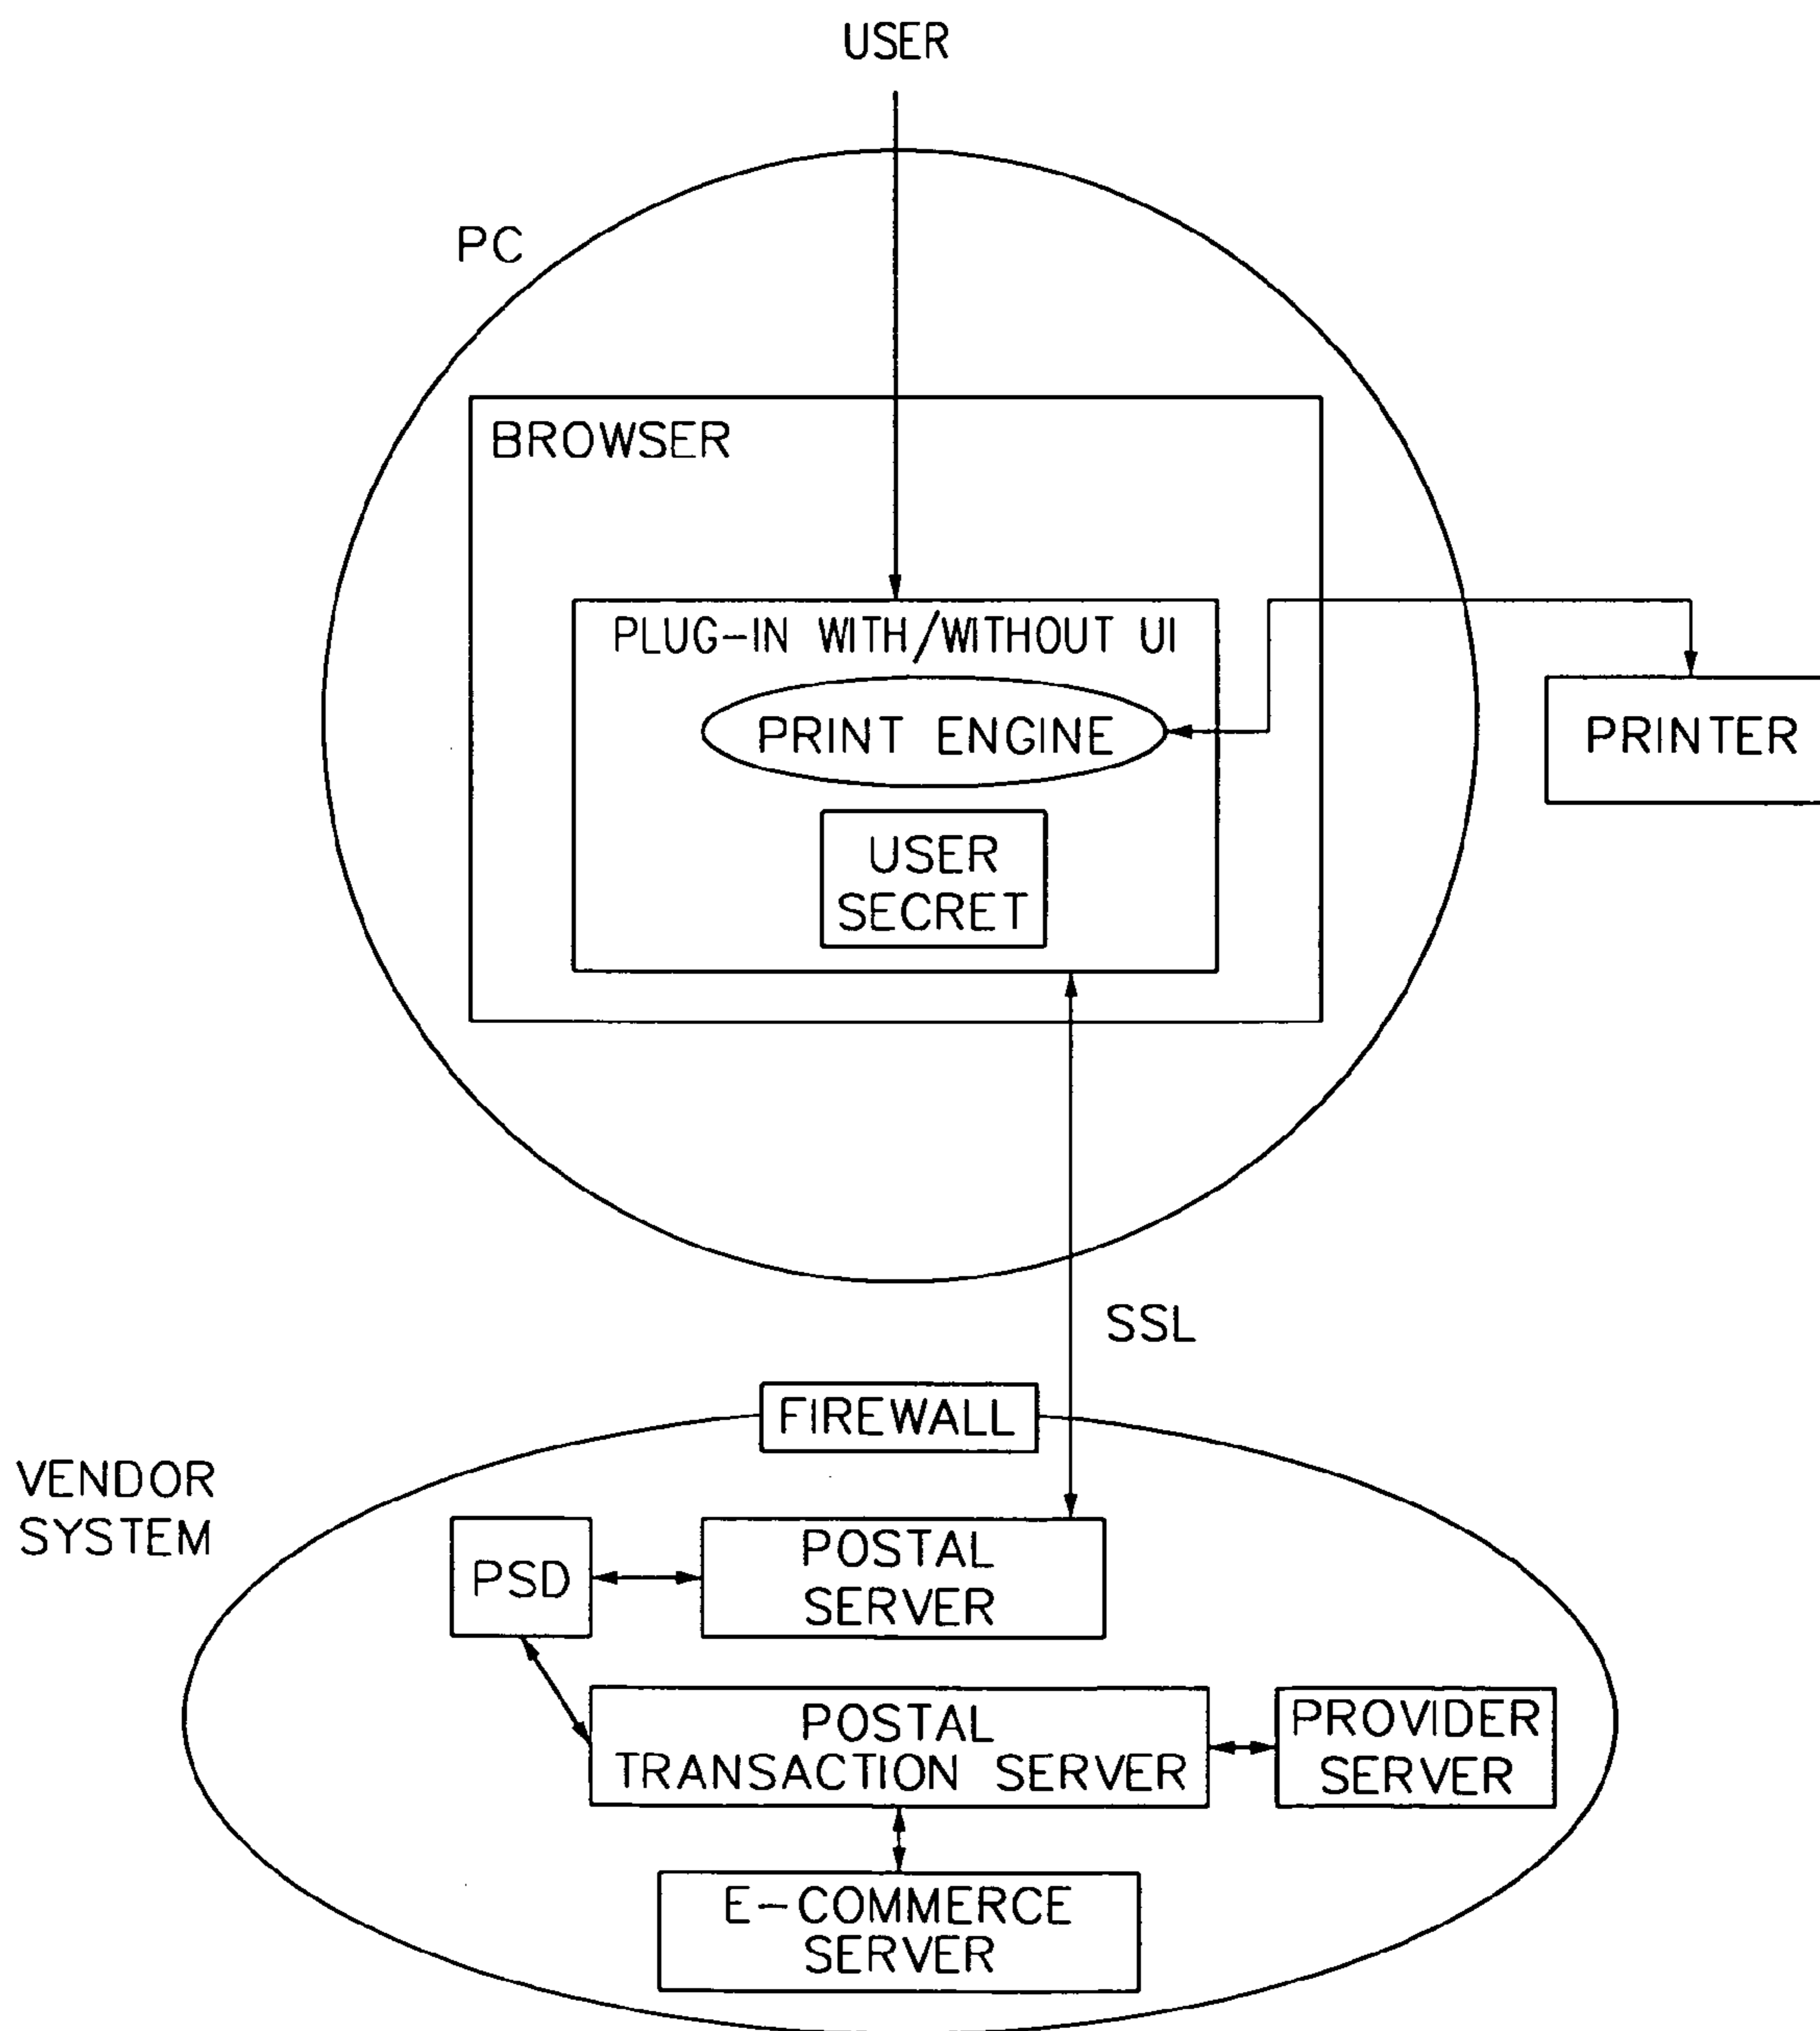 USER
PC
BROWSER
PLUG-IN WITH/WITHOUT UI
PRINT ENGINE
PRINTER
USER
SECRET
SSL
FIREWALL
VENDOR
SYSTEM
PSD
POSTAL
SERVER
POSTAL
TRANSACTION SERVER
PROVIDER
SERVER
E-COMMERCE
SERVER